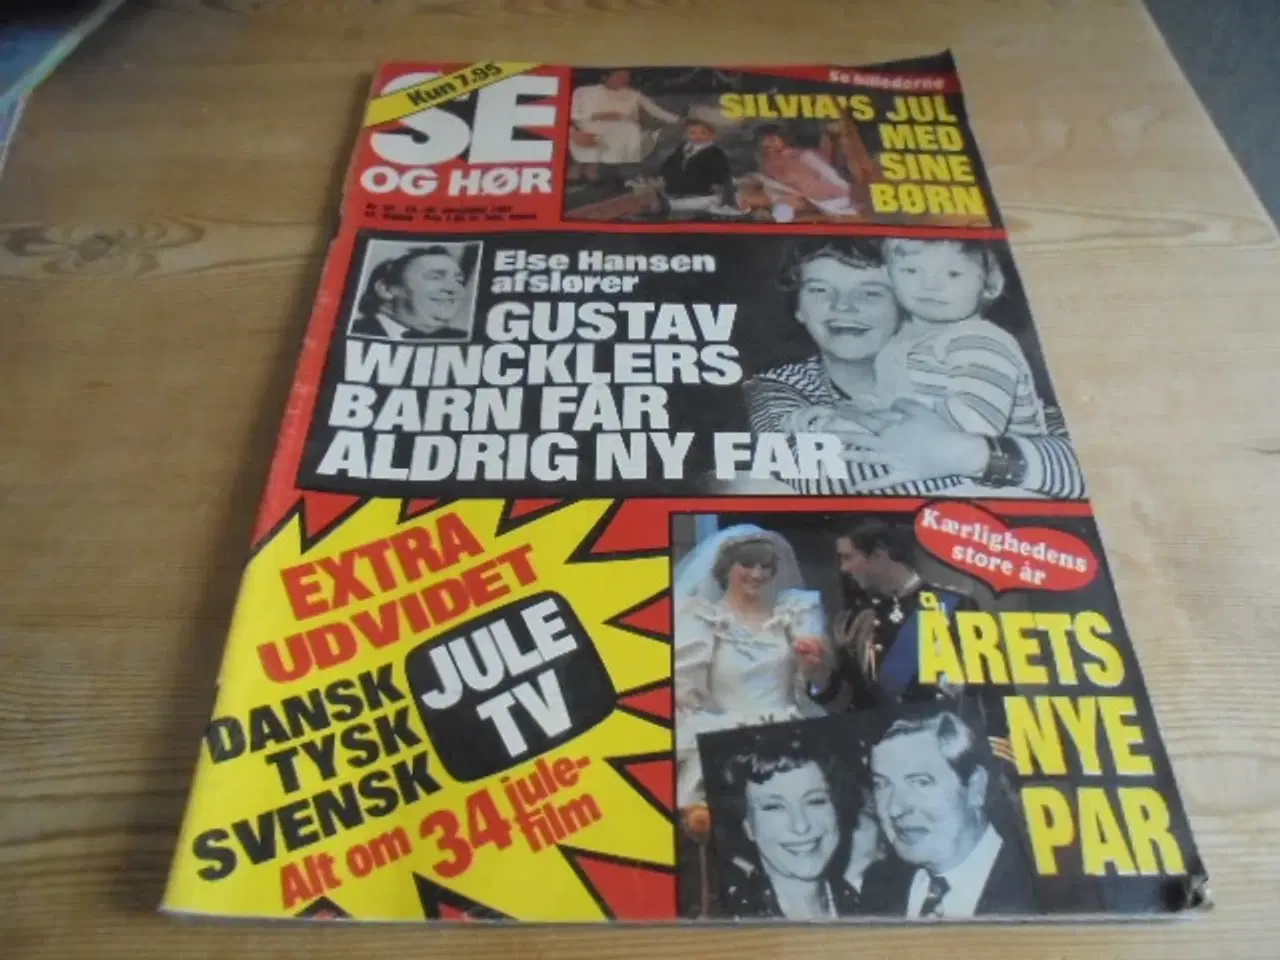 Kun 7.95
SE
OG HØR
Se billederne
SILVIA'S JUL
MED
SINE
BØRN
Else Hansen
afslører
GUSTAV
WINCKLERS
BARN FÅR
ALDRIG NY FAR
EXTRA
UDVIDET
JULE
TV
DANSK
TYSK
SVENSK
Alt om 34 jule-
film
Kærlighedens
store år
ÅRETS
NYE
PAR